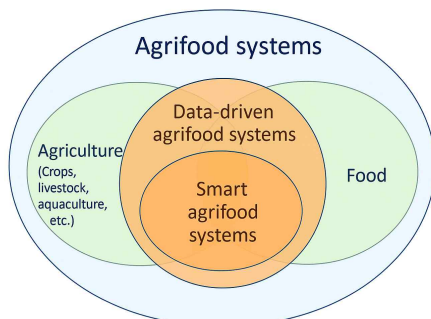 Agrifood systems
Data-driven
agrifood systems
Agriculture
(Crops,
livestock,
aquaculture,
etc.)
Smart
agrifood
systems
Food